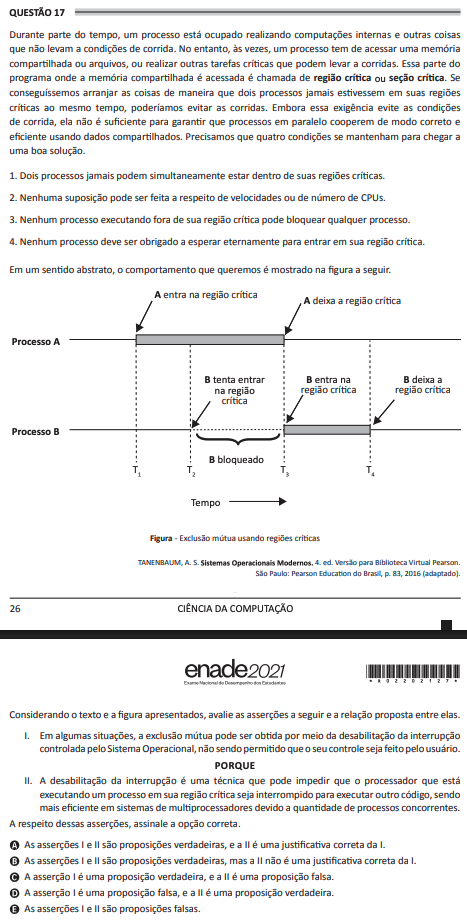 QUESTÃO 17
Durante parte do tempo, um processo está ocupado realizando computações internas e outras coisas
que não levam a condições de corrida. No entanto, às vezes, um processo tem de acessar uma memória
compartilhada ou arquivos, ou realizar outras tarefas críticas que podem levar a corridas. Essa parte do
programa onde a memória compartilhada é acessada é chamada de região crítica ou seção crítica. Se
conseguíssemos arranjar as coisas de maneira que dois processos jamais estivessem em suas regiões
críticas ao mesmo tempo, poderíamos evitar as corridas. Embora essa exigência evite as condições
de corrida, ela não é suficiente para garantir que processos em paralelo cooperem de modo correto e
eficiente usando dados compartilhados. Precisamos que quatro condições se mantenham para chegar a
uma boa solução.
1. Dois processos jamais podem simultaneamente estar dentro de suas regiões críticas.
2. Nenhuma suposição pode ser feita a respeito de velocidades ou de número de CPUs.
3. Nenhum processo executando fora de sua região crítica pode bloquear qualquer processo.
4. Nenhum processo deve ser obrigado a esperar eternamente para entrar em sua região crítica.
Em um sentido abstrato, o comportamento que queremos é mostrado na figura a seguir.
A entra na região crítica
A deixa a região crítica
Processo A
B tenta entrar
na região
crítica
B entra na
região crítica
B deixa a
região crítica
Processo B
B bloqueado
T1 T2 T3 T4
Tempo
Figura - Exclusão mútua usando regiões críticas
TANENBAUM, A. S. Sistemas Operacionais Modernos. 4. ed. Versão para Biblioteca Virtual Pearson.
São Paulo: Pearson Education do Brasil, p. 83, 2016 (adaptado).
26 CIÊNCIA DA COMPUTAÇÃO
enade2021
Exame Nacional de Desempenho dos Estudantes
Considerando o texto e a figura apresentados, avalie as asserções a seguir e a relação proposta entre elas.
I. Em algumas situações, a exclusão mútua pode ser obtida por meio da desabilitação da interrupção
controlada pelo Sistema Operacional, não sendo permitido que o seu controle seja feito pelo usuário.
PORQUE
II. A desabilitação da interrupção é uma técnica que pode impedir que o processador que está
executando um processo em sua região crítica seja interrompido para executar outro código, sendo
mais eficiente em sistemas de multiprocessadores devido a quantidade de processos concorrentes.
A respeito dessas asserções, assinale a opção correta.
A As asserções I e II são proposições verdadeiras, e a II é uma justificativa correta da I.
B As asserções I e II são proposições verdadeiras, mas a II não é uma justificativa correta da I.
C A asserção I é uma proposição verdadeira, e a II é uma proposição falsa.
D A asserção I é uma proposição falsa, e a II é uma proposição verdadeira.
E As asserções I e II são proposições falsas.